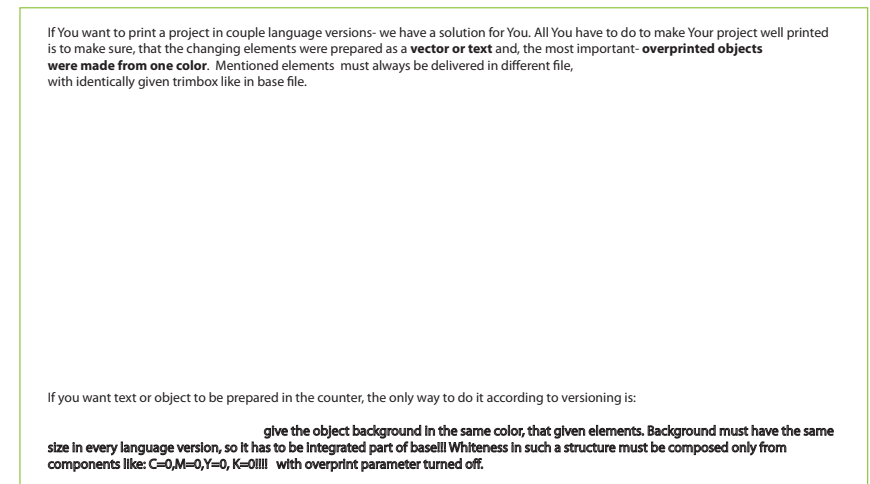 If You want to print a project in couple language versions- we have a solution for You. All You have to do to make Your project well printed
is to make sure, that the changing elements were prepared as a vector or text and, the most important- overprinted objects
were made from one color. Mentioned elements must always be delivered in different file,
with identically given trimbox like in base file.
If you want text or object to be prepared in the counter, the only way to do it according to versioning is:
give the object background in the same color, that given elements. Background must have the same
size in every language version, so it has to be integrated part of base!!! Whiteness in such a structure must be composed only from
components like: C=0,M=0,Y=0, K=0!!!! with overprint parameter turned off.